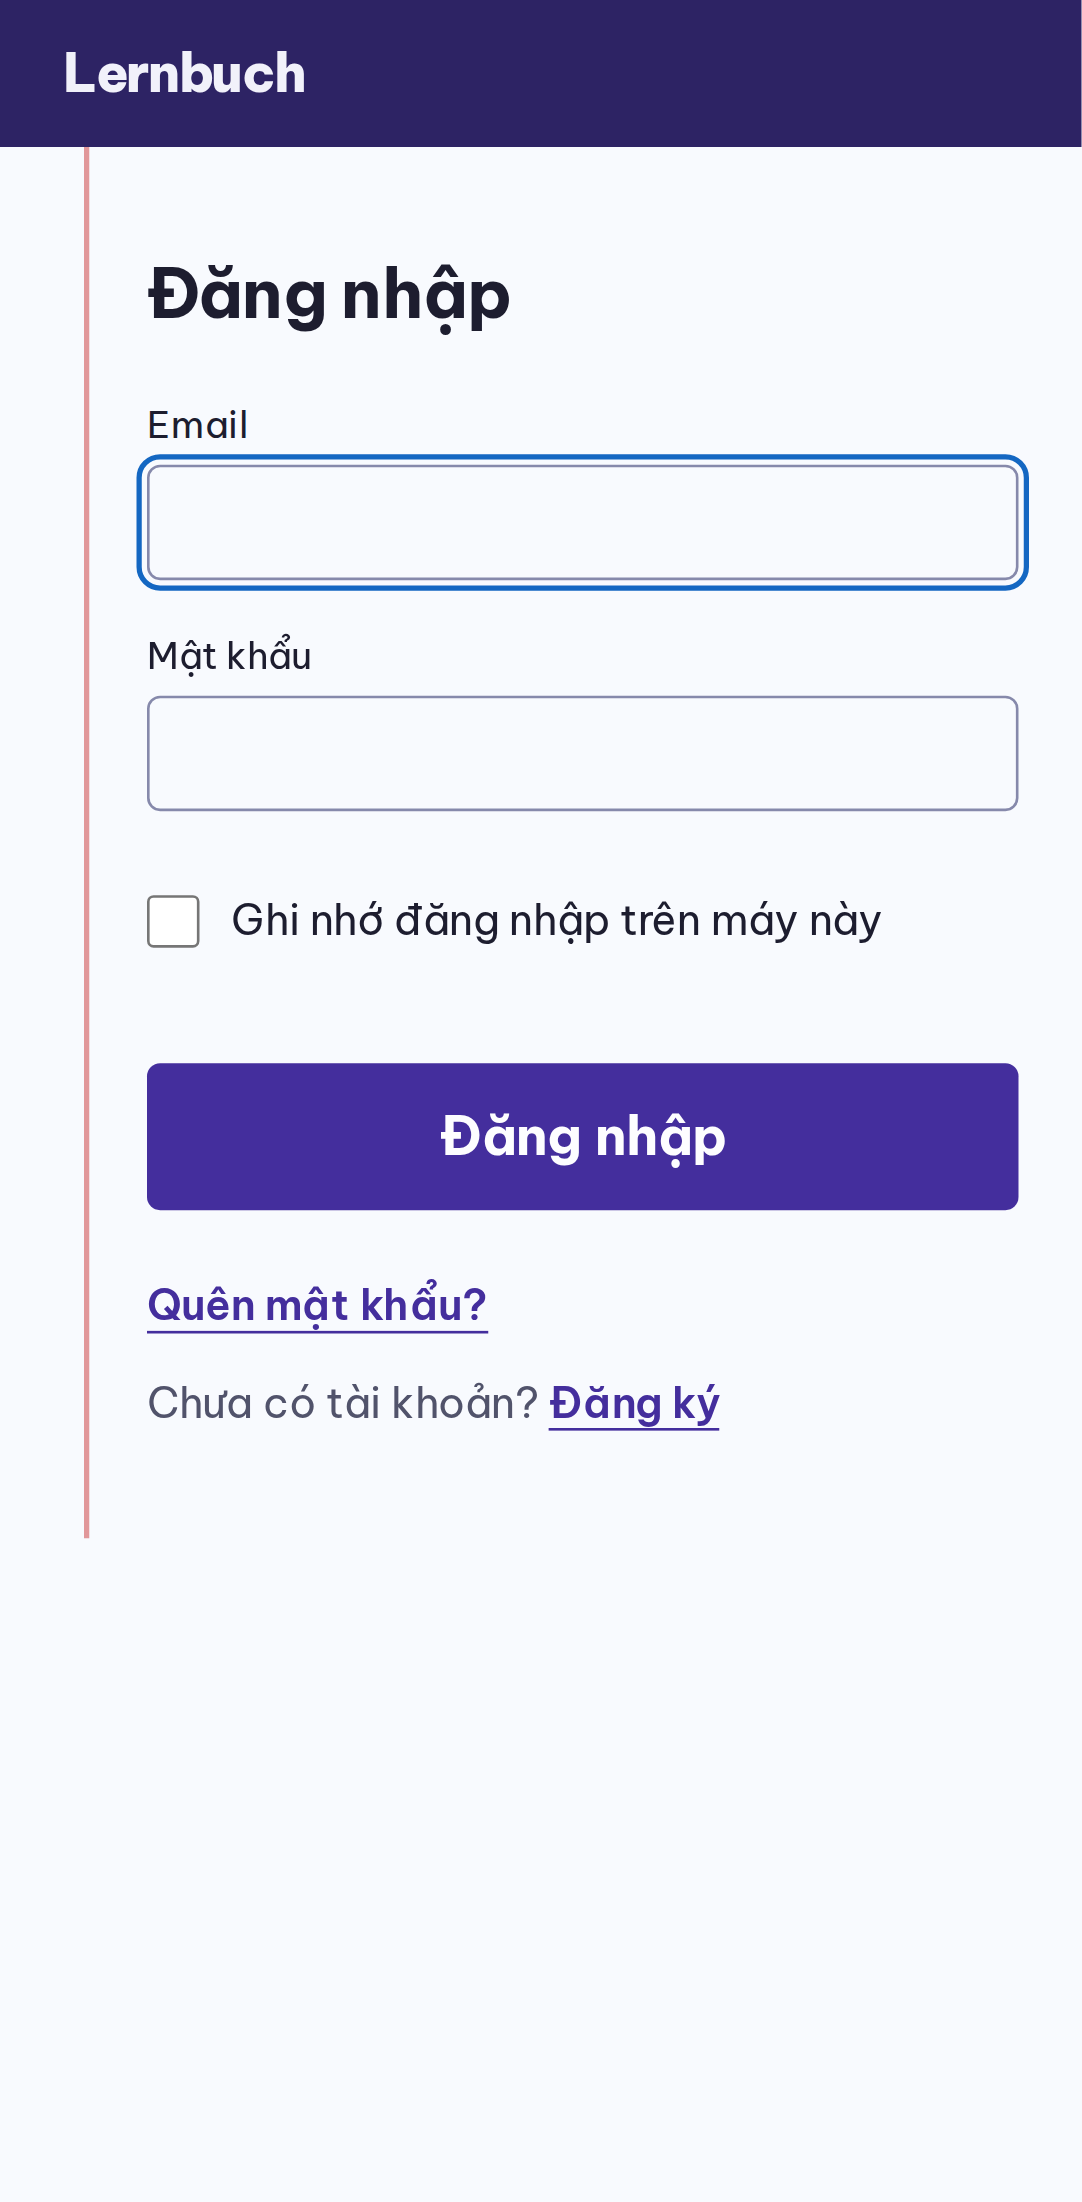 Lernbuch
Đăng nhập
Email
Mật khẩu
Ghi nhớ đăng nhập trên máy này
Đăng nhập
Quên mật khẩu?
Chưa có tài khoản? Đăng ký